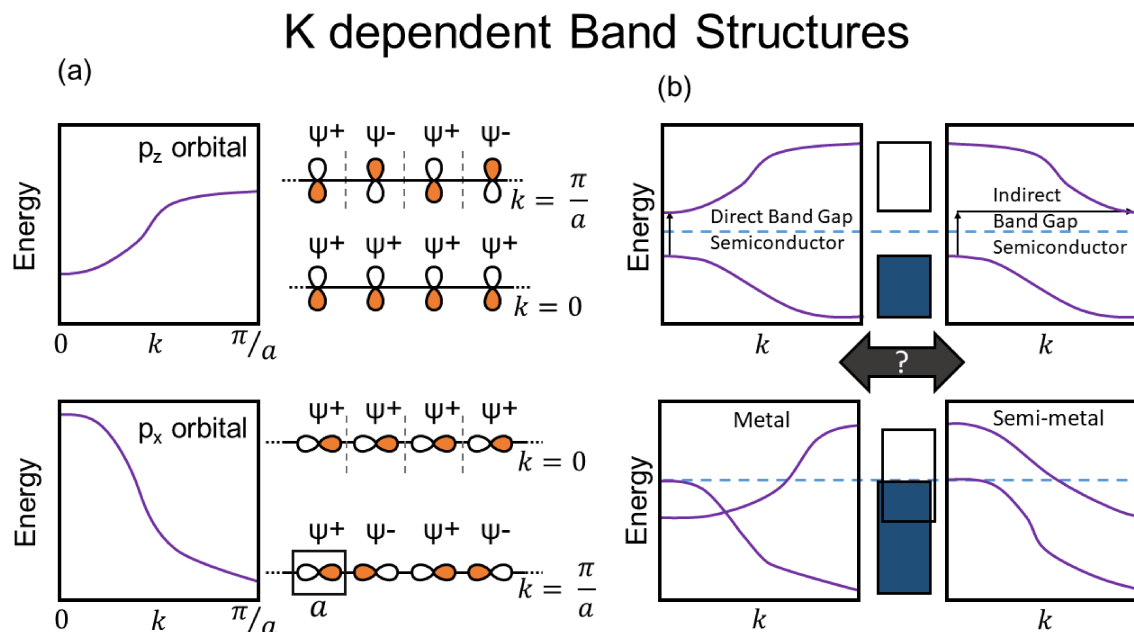 K dependent Band Structures
(a)
p_z orbital
Energy
0
k
π/a
ψ+ ψ- ψ+ ψ-
k = π/a
ψ+ ψ+ ψ+ ψ+
k = 0
p_x orbital
Energy
0
k
π/a
ψ+ ψ+ ψ+ ψ+
k = 0
ψ+ ψ- ψ+ ψ-
a
k = π/a
(b)
Energy
Direct Band Gap
Semiconductor
k
Indirect
Band Gap
Semiconductor
k
?
Energy
Metal
k
Semi-metal
k